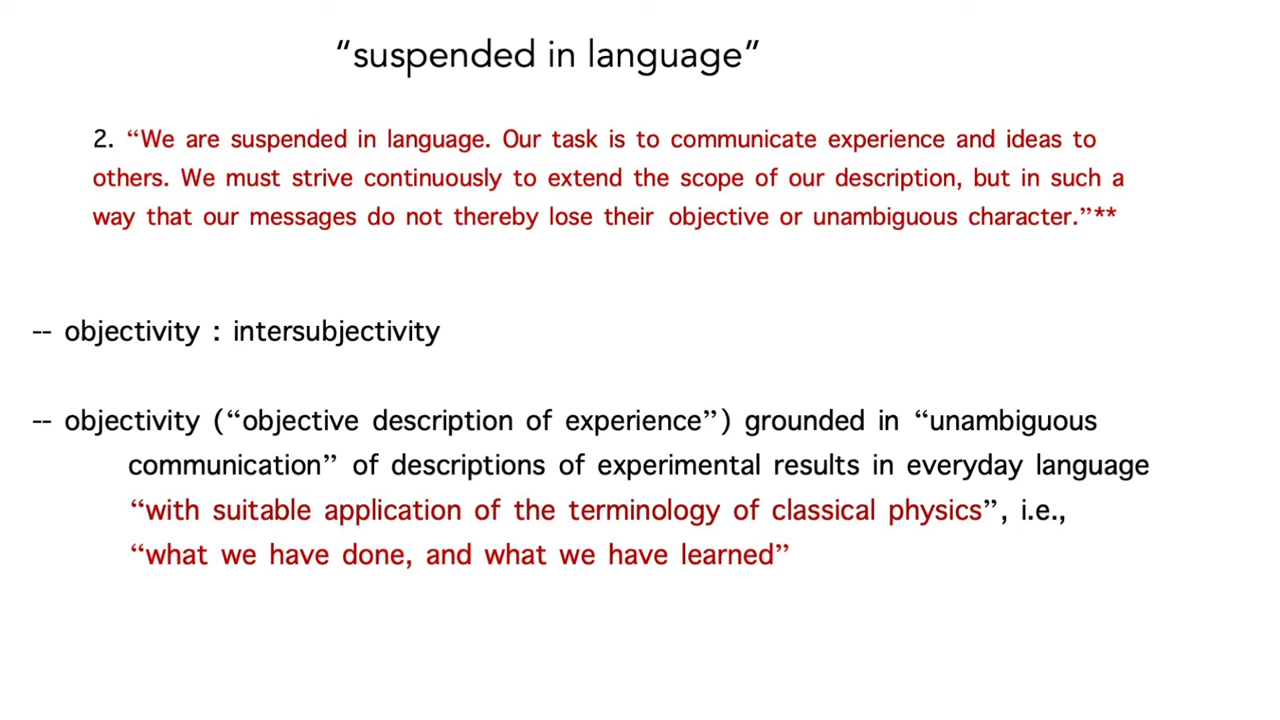 “suspended in language”
2. “We are suspended in language. Our task is to communicate experience and ideas to
others. We must strive continuously to extend the scope of our description, but in such a
way that our messages do not thereby lose their objective or unambiguous character.”**
-- objectivity : intersubjectivity
-- objectivity (“objective description of experience”) grounded in “unambiguous
communication” of descriptions of experimental results in everyday language
“with suitable application of the terminology of classical physics”, i.e.,
“what we have done, and what we have learned”